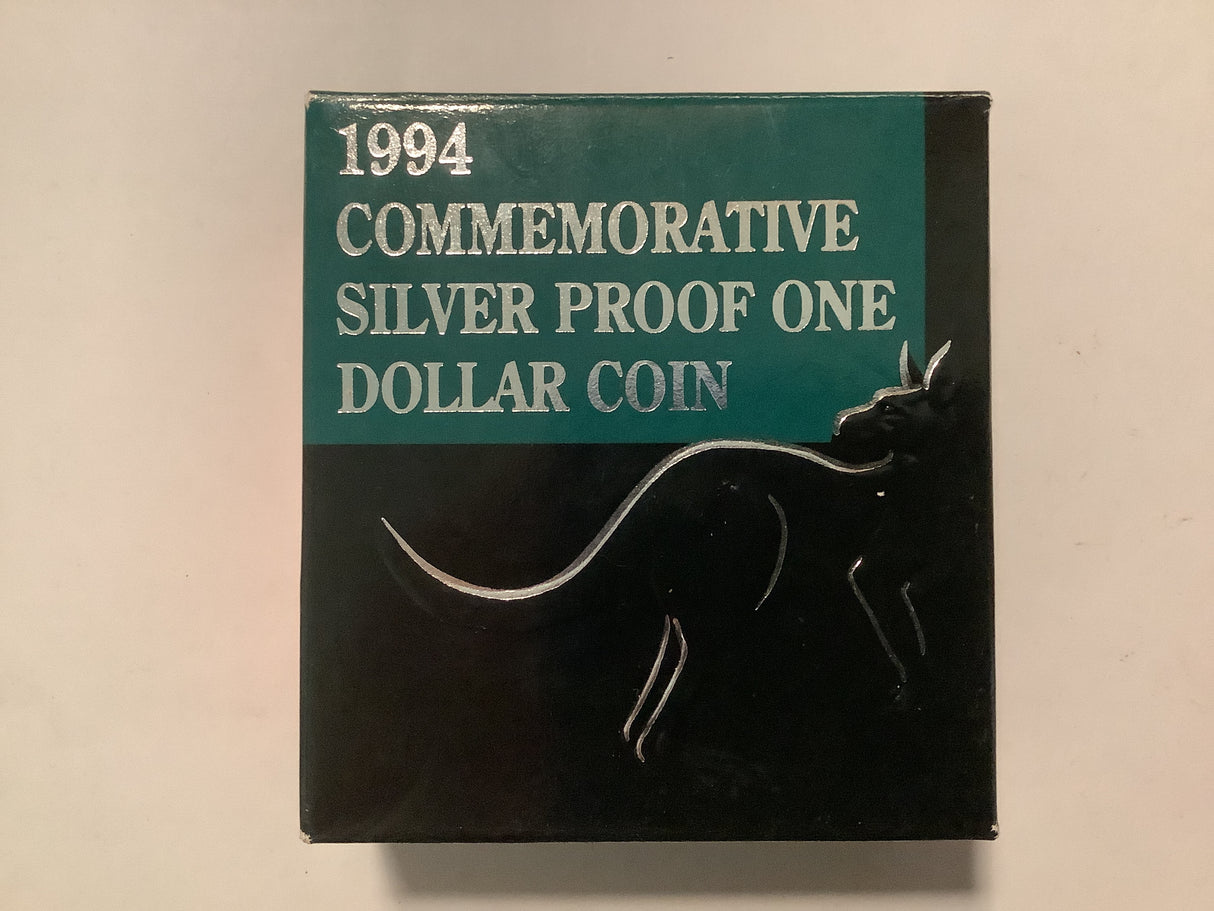 1994
COMMEMORATIVE
SILVER PROOF ONE
DOLLAR COIN